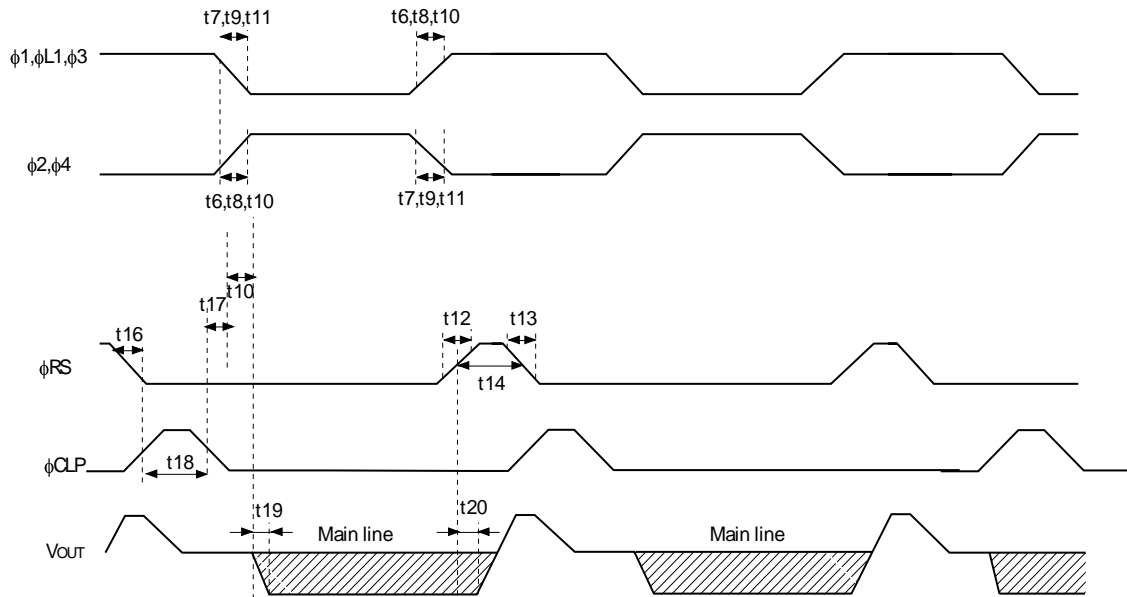 t7,t9,t11
t6,t8,t10
ϕ1,ϕL1,ϕ3
ϕ2,ϕ4
t6,t8,t10
t7,t9,t11
t10
t17
t16
t12
t13
ϕRS
t14
ϕCLP
t18
t19
t20
Main line
Main line
VOUT